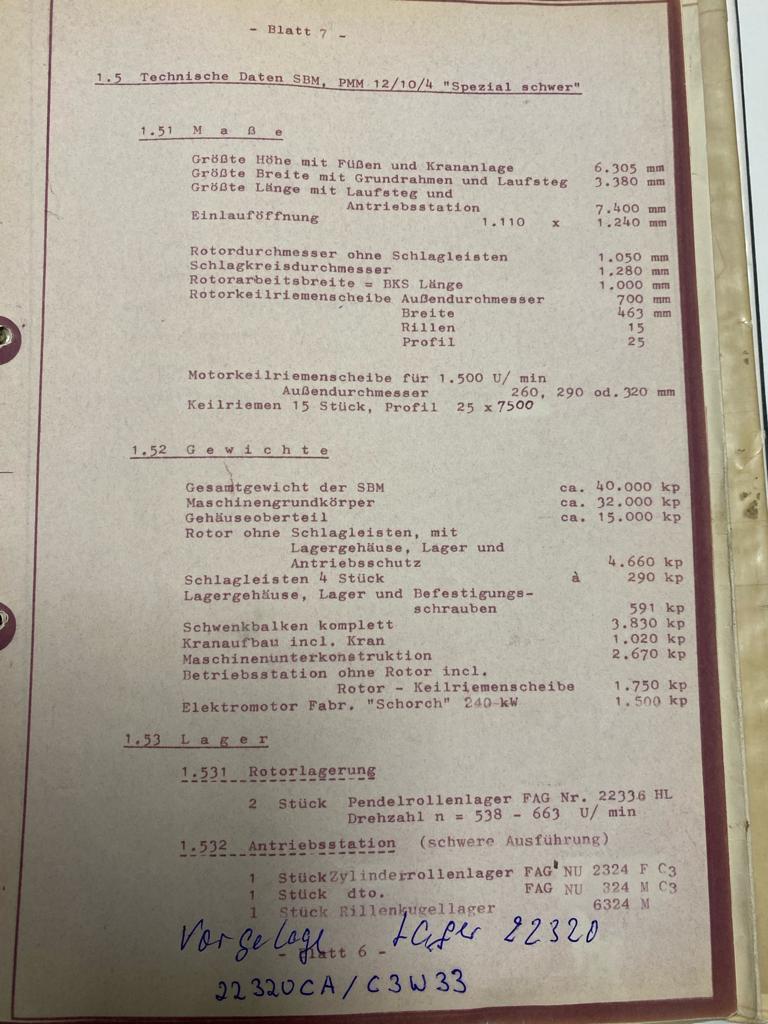 - Blatt 7 -
1.5 Technische Daten SBM, PMM 12/10/4 "Spezial schwer"
1.51 M a ß e
Größte Höhe mit Füßen und Krananlage 6.305 mm
Größte Breite mit Grundrahmen und Laufsteg 3.380 mm
Größte Länge mit Laufsteg und
Antriebsstation 7.400 mm
Einlauföffnung 1.110 x 1.240 mm
Rotordurchmesser ohne Schlagleisten 1.050 mm
Schlagkreisdurchmesser 1.280 mm
Rotorarbeitsbreite = BKS Länge 1.000 mm
Rotorkeilriemenscheibe Außendurchmesser 700 mm
Breite 463 mm
Rillen 15
Profil 25
Motorkeilriemenscheibe für 1.500 U/ min
Außendurchmesser 260, 290 od. 320 mm
Keilriemen 15 Stück, Profil 25 x 7500
1.52 G e w i c h t e
Gesamtgewicht der SBM ca. 40.000 kp
Maschinengrundkörper ca. 32.000 kp
Gehäuseoberteil ca. 15.000 kp
Rotor ohne Schlagleisten, mit
Lagergehäuse, Lager und
Antriebsschutz 4.660 kp
Schlagleisten 4 Stück à 290 kp
Lagergehäuse, Lager und Befestigungs-
schrauben 591 kp
Schwenkbalken komplett 3.830 kp
Kranaufbau incl. Kran 1.020 kp
Maschinenunterkonstruktion 2.670 kp
Betriebsstation ohne Rotor incl.
Rotor - Keilriemenscheibe 1.750 kp
Elektromotor Fabr. "Schorch" 240 kW 1.500 kp
1.53 L a g e r
1.531 Rotorlagerung
2 Stück Pendelrollenlager FAG Nr. 22336 HL
Drehzahl n = 538 - 663 U/ min
1.532 Antriebsstation (schwere Ausführung)
1 Stück Zylinderrollenlager FAG NU 2324 F C3
1 Stück dto. FAG NU 324 M C3
1 Stück Rillenkugellager 6324 M
Vorgelage Lager 22320
- Blatt 6 -
22320CA/C3W33